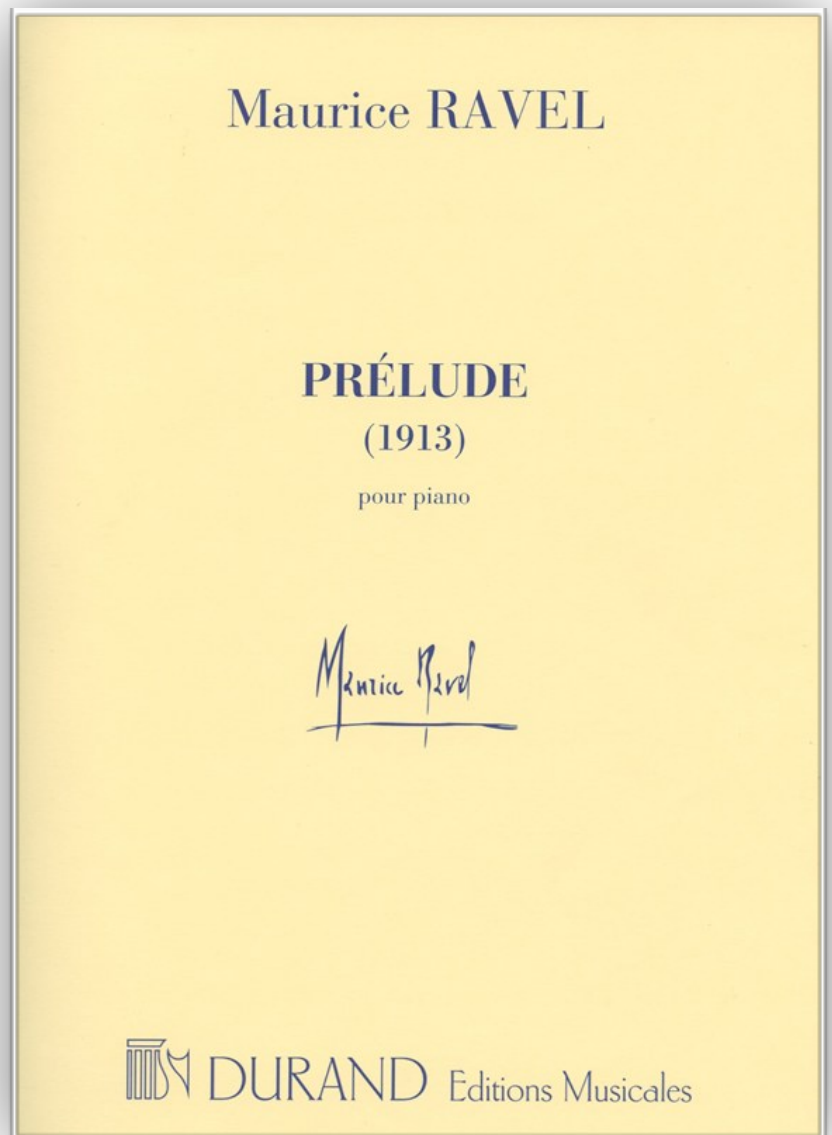 Maurice RAVEL
PRÉLUDE
(1913)
pour piano
Maurice Ravel
DURAND Editions Musicales